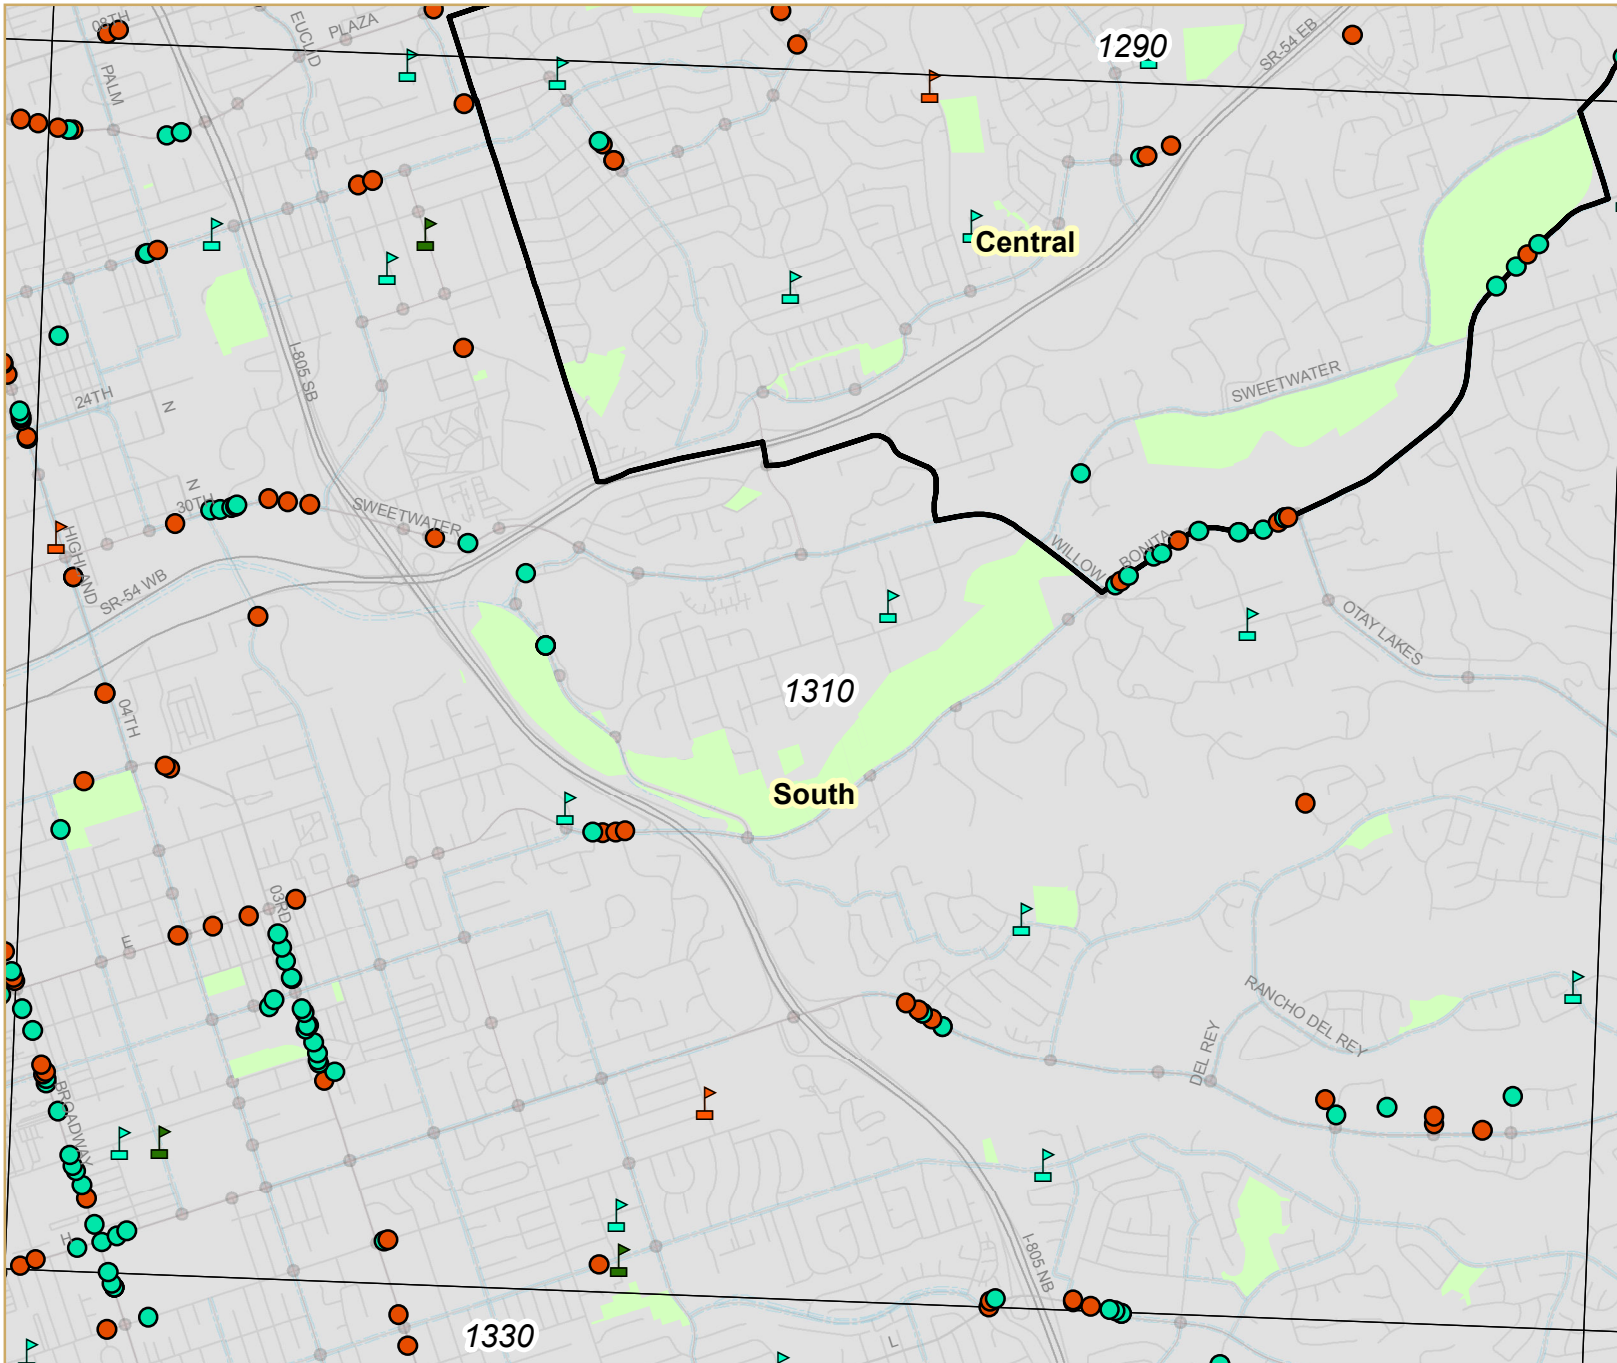 08TH
PALM
EUCLID
PLAZA
1290
SR-54 EB
Central
I-805 SB
24TH
N
SWEETWATER
N
30TH
SWEETWATER
HIGHLAND
SR-54 WB
WILLOW
BONITA
OTAY LAKES
1310
04TH
South
03RD
E
RANCHO DEL REY
DEL REY
BROADWAY
H
I-805 NB
1330
L